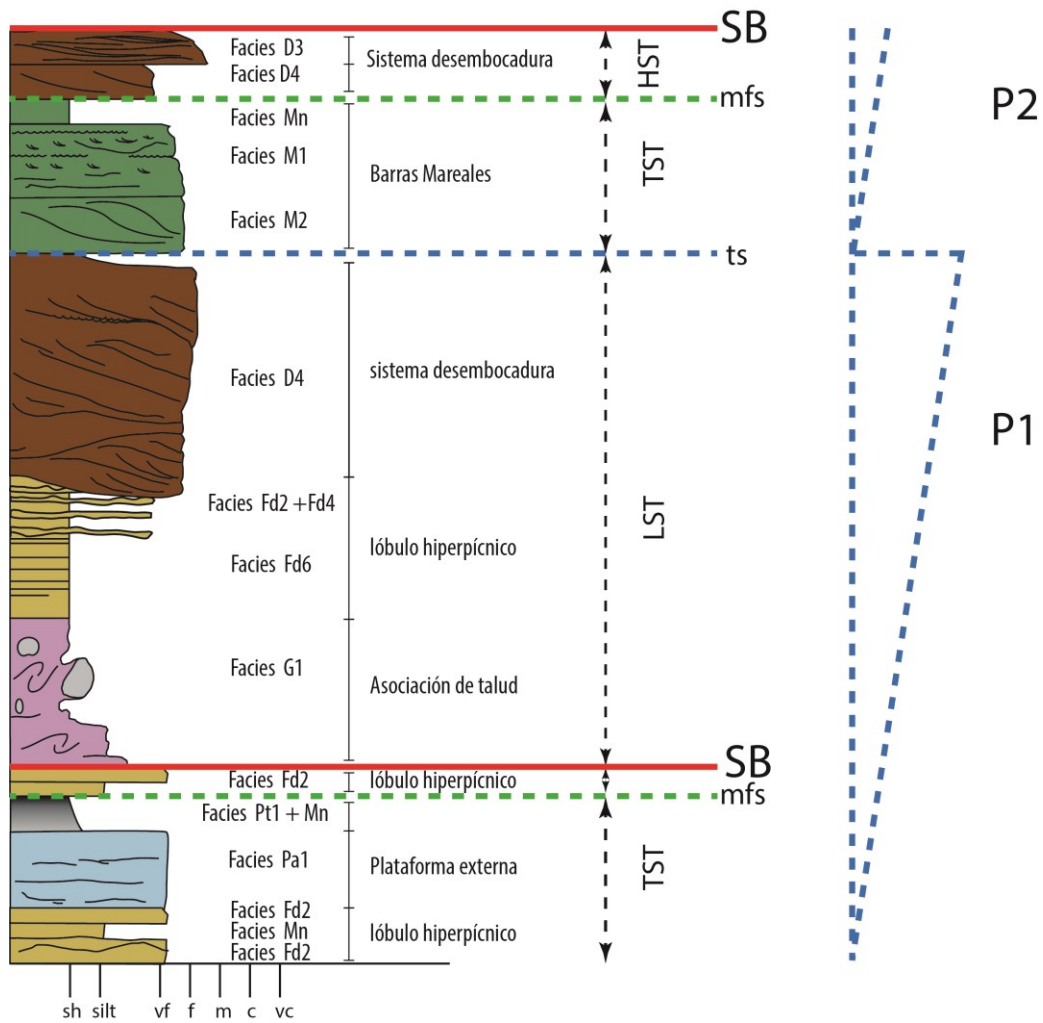 SB
Facies D3
Sistema desembocadura
HST
Facies D4
mfs
P2
Facies Mn
Facies M1
Barras Mareales
TST
Facies M2
ts
Facies D4
sistema desembocadura
P1
Facies Fd2 +Fd4
LST
lóbulo hiperpícnico
Facies Fd6
Facies G1
Asociación de talud
SB
Facies Fd2
lóbulo hiperpícnico
mfs
Facies Pt1 + Mn
Facies Pa1
Plataforma externa
TST
Facies Fd2
Facies Mn
lóbulo hiperpícnico
Facies Fd2
sh silt vf f m c vc